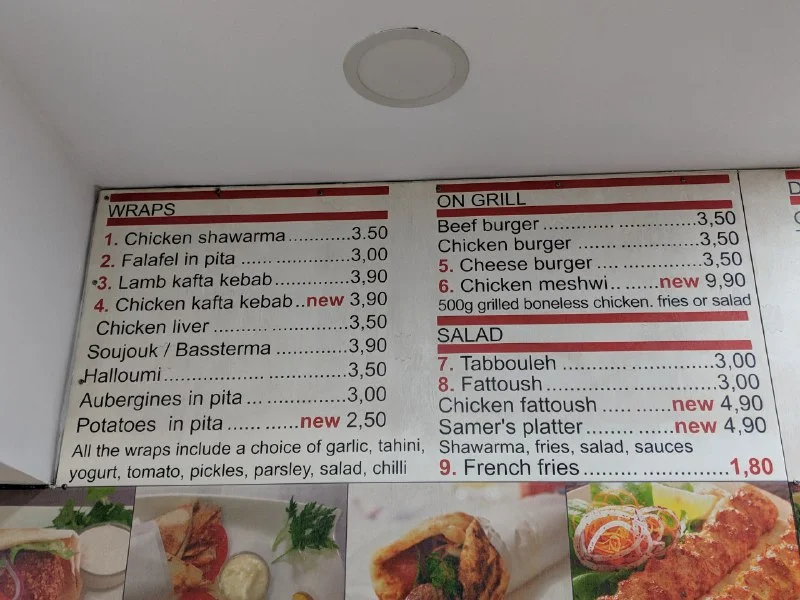 WRAPS
1. Chicken shawarma..............3.50
2. Falafel in pita ... ...................3,00
3. Lamb kafta kebab...............3,90
4. Chicken kafta kebab..new 3,90
Chicken liver ........... .............3,50
Soujouk / Bassterma ............3,90
Halloumi..................................3,50
Aubergines in pita ... .............3,00
Potatoes in pita...... ......new 2,50
All the wraps include a choice of garlic, tahini,
yogurt, tomato, pickles, parsley, salad, chilli
ON GRILL
Beef burger ............. ...............3,50
Chicken burger ....... ................3,50
5. Cheese burger .... ................3,50
6. Chicken meshwi.. ......new 9,90
500g grilled boneless chicken. fries or salad
SALAD
7. Tabbouleh ............. ..............3,00
8. Fattoush................ ..............3,00
Chicken fattoush ...... .......new 4,90
Samer's platter........ .......new 4,90
Shawarma, fries, salad, sauces
9. French fries......... ..............1,80
D